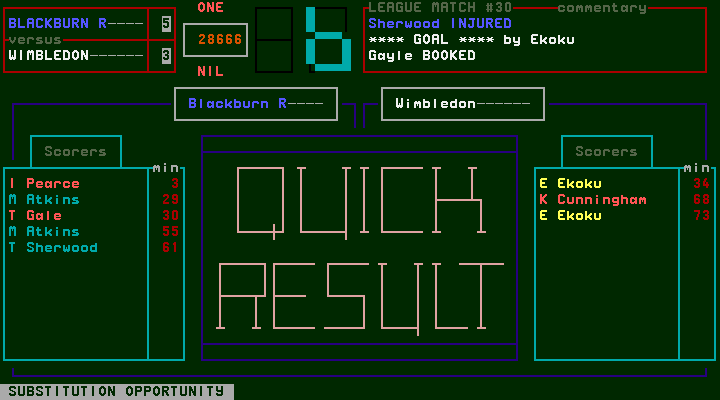 BLACKBURN R---- 5
versus
WIMBLEDON----- 3
ONE
28666
NIL
6
LEAGUE MATCH #30 commentary
Sherwood INJURED
**** GOAL **** by Ekoku
Gayle BOOKED
Blackburn R----
Wimbledon------
Scorers
min
I Pearce 3
M Atkins 29
T Gale 30
M Atkins 55
T Sherwood 61
QUICK
RESULT
Scorers
min
E Ekoku 34
K Cunningham 68
E Ekoku 73
SUBSTITUTION OPPORTUNITY